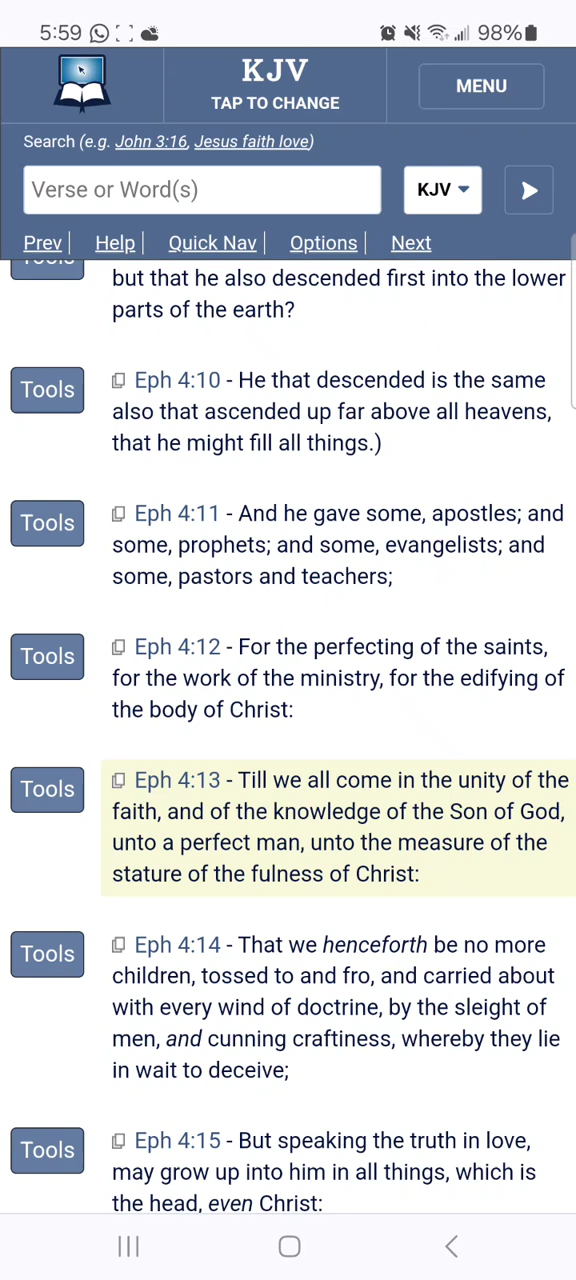 5:59 98%
KJV
TAP TO CHANGE
MENU
Search (e.g. John 3:16, Jesus faith love)
Verse or Word(s)
KJV
Prev | Help | Quick Nav | Options | Next
Tools
but that he also descended first into the lower
parts of the earth?
Tools
Eph 4:10 - He that descended is the same
also that ascended up far above all heavens,
that he might fill all things.)
Tools
Eph 4:11 - And he gave some, apostles; and
some, prophets; and some, evangelists; and
some, pastors and teachers;
Tools
Eph 4:12 - For the perfecting of the saints,
for the work of the ministry, for the edifying of
the body of Christ:
Tools
Eph 4:13 - Till we all come in the unity of the
faith, and of the knowledge of the Son of God,
unto a perfect man, unto the measure of the
stature of the fulness of Christ:
Tools
Eph 4:14 - That we henceforth be no more
children, tossed to and fro, and carried about
with every wind of doctrine, by the sleight of
men, and cunning craftiness, whereby they lie
in wait to deceive;
Tools
Eph 4:15 - But speaking the truth in love,
may grow up into him in all things, which is
the head, even Christ: